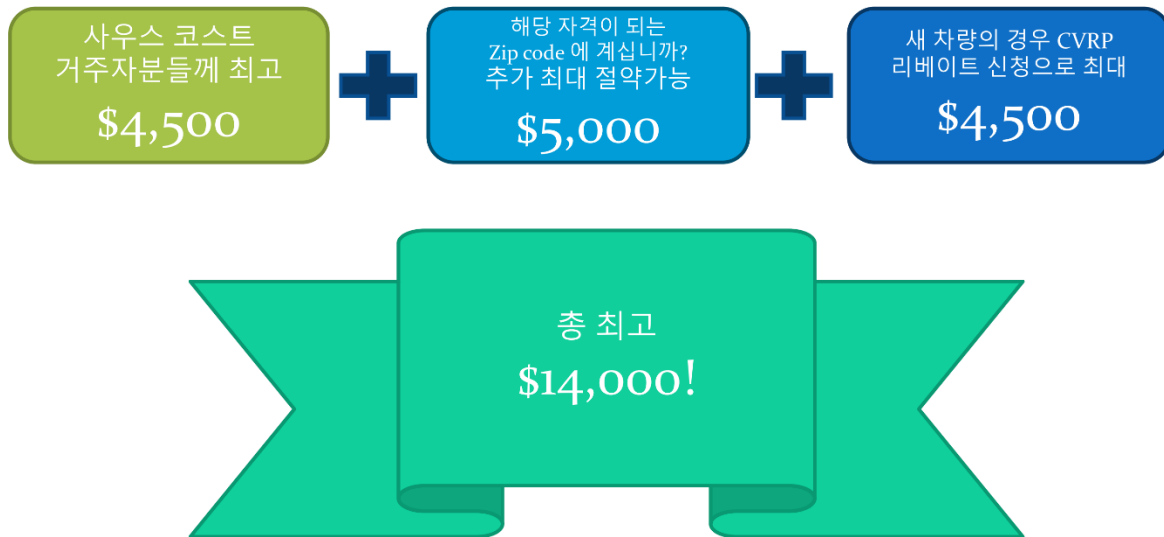 사우스 코스트
거주자분들께 최고
$4,500
해당 자격이 되는
Zip code 에 계십니까?
추가 최대 절약가능
$5,000
새 차량의 경우 CVRP
리베이트 신청으로 최대
$4,500
총 최고
$14,000!